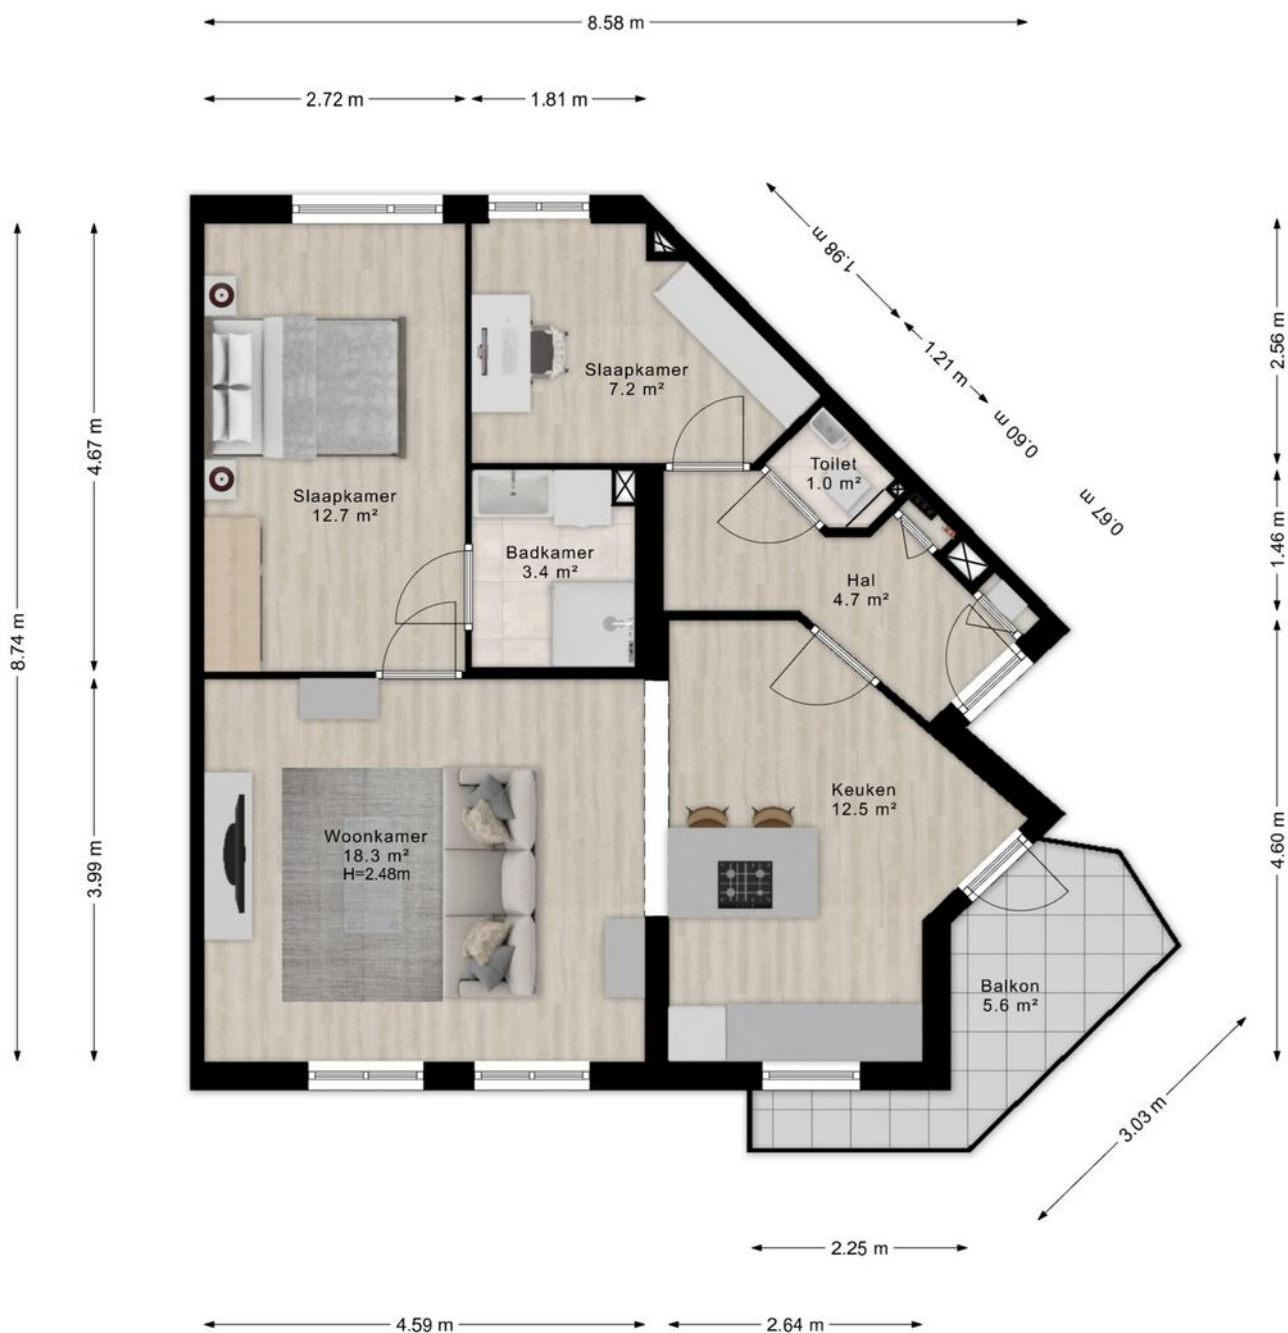 8.58 m
2.72 m
1.81 m
1.98 m
1.21 m
0.60 m
0.67 m
2.56 m
1.46 m
4.60 m
8.74 m
4.67 m
3.99 m
Slaapkamer
7.2 m²
Toilet
1.0 m²
Slaapkamer
12.7 m²
Badkamer
3.4 m²
Hal
4.7 m²
Keuken
12.5 m²
Woonkamer
18.3 m²
H=2.48m
Balkon
5.6 m²
3.03 m
2.25 m
4.59 m
2.64 m